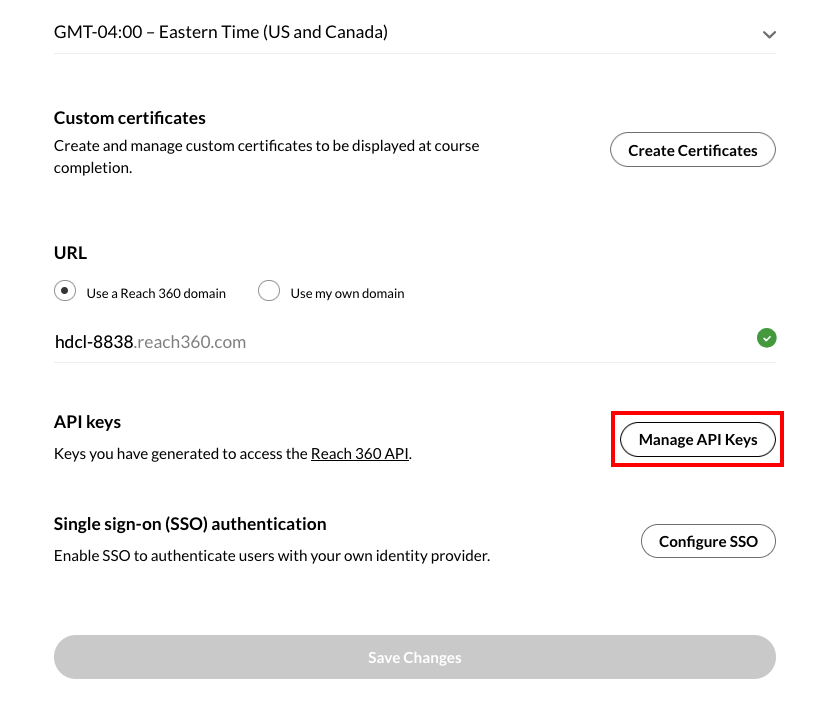 GMT-04:00 – Eastern Time (US and Canada)
Custom certificates
Create and manage custom certificates to be displayed at course
completion.
Create Certificates
URL
Use a Reach 360 domain
Use my own domain
hdcl-8838.reach360.com
API keys
Keys you have generated to access the Reach 360 API.
Manage API Keys
Single sign-on (SSO) authentication
Enable SSO to authenticate users with your own identity provider.
Configure SSO
Save Changes